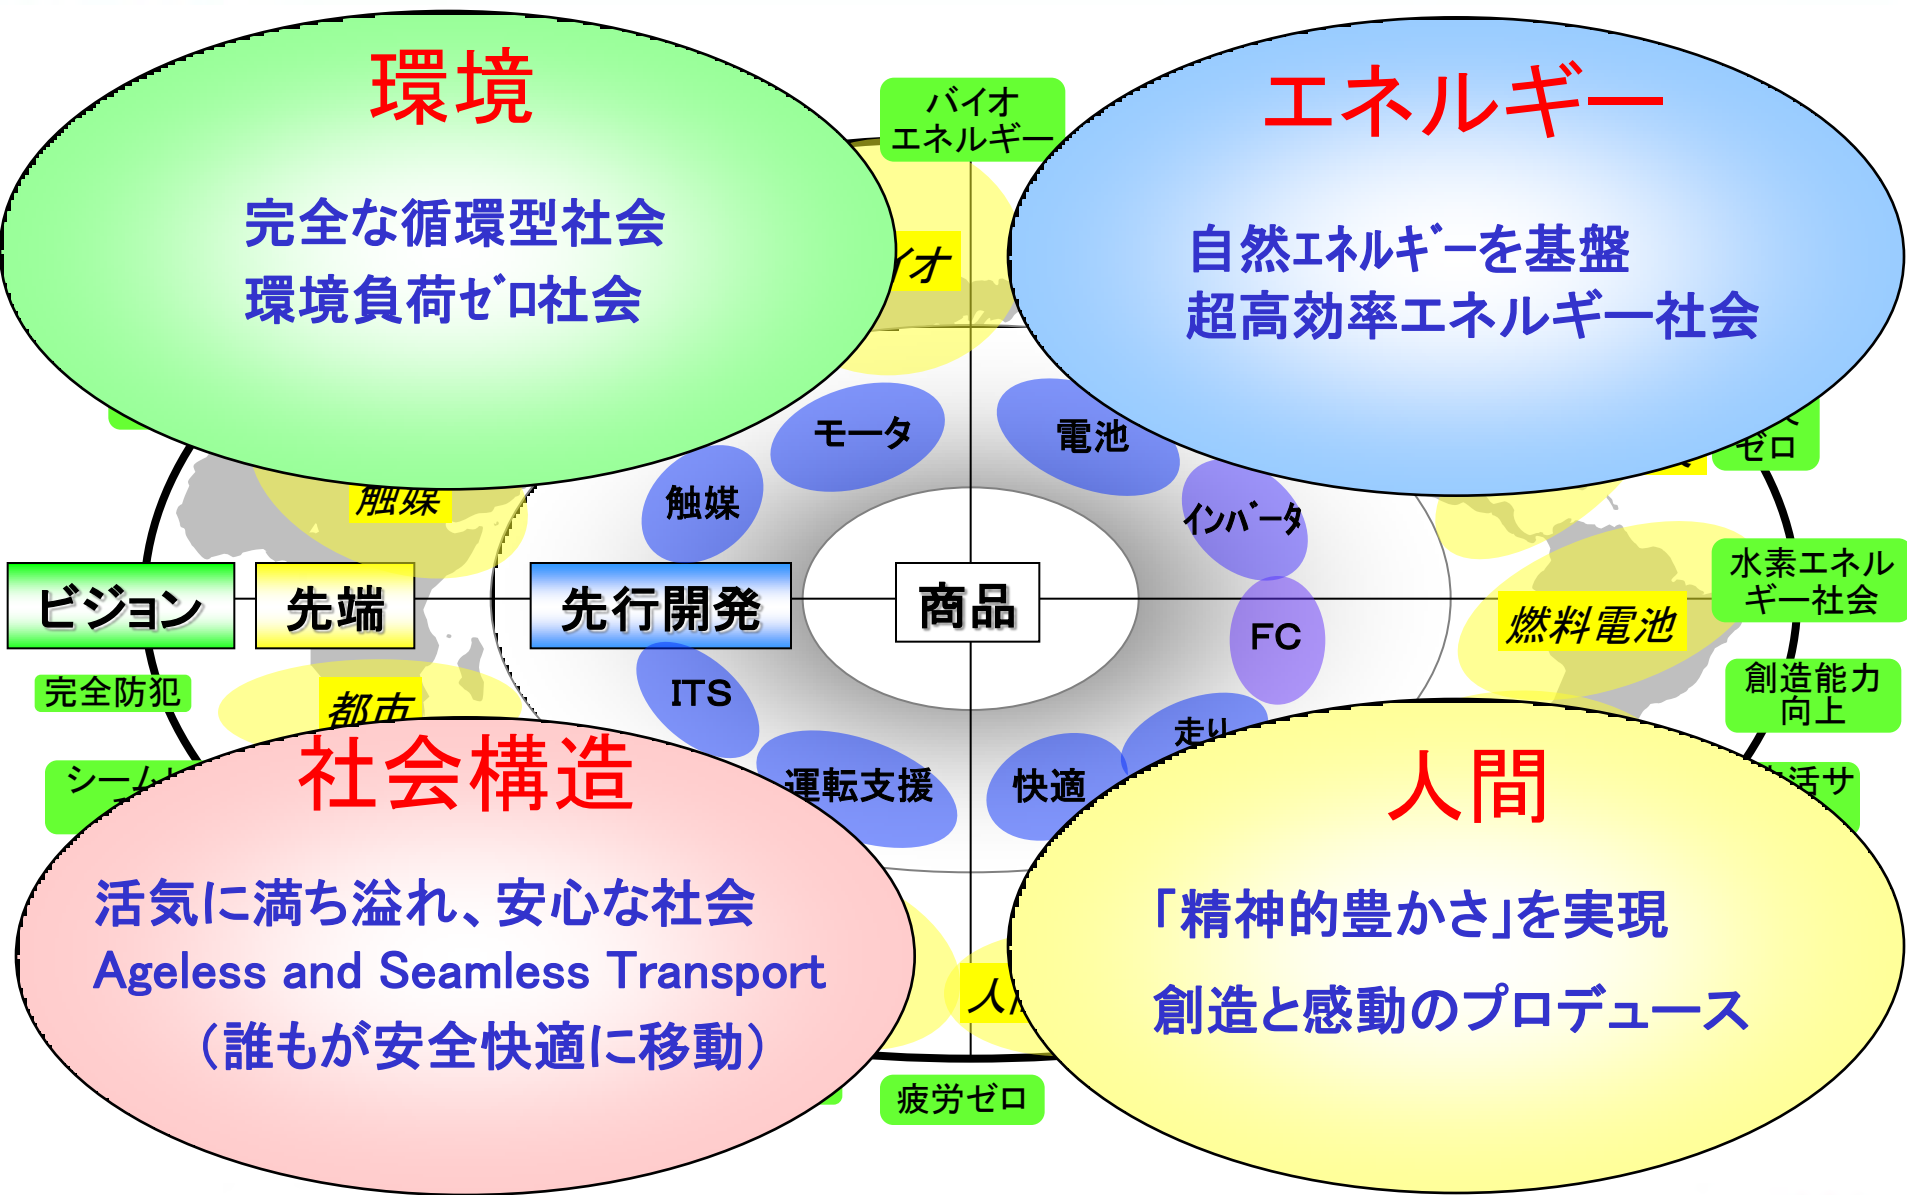 環境
完全な循環型社会
環境負荷ｾﾞﾛ社会
バイオ
エネルギー
エネルギー
自然ｴﾈﾙｷﾞｰを基盤
超高効率エネルギー社会
オ
モータ
電池
ゼロ
触媒
触媒
ｲﾝﾊﾞｰﾀ
ビジョン
先端
先行開発
商品
燃料電池
水素エネル
ギー社会
FC
完全防犯
都市
ITS
創造能力
向上
走り
運転支援
快適
活サ
社会構造
活気に満ち溢れ、安心な社会
Ageless and Seamless Transport
（誰もが安全快適に移動）
人間
「精神的豊かさ」を実現
創造と感動のプロデュース
人
疲労ゼロ